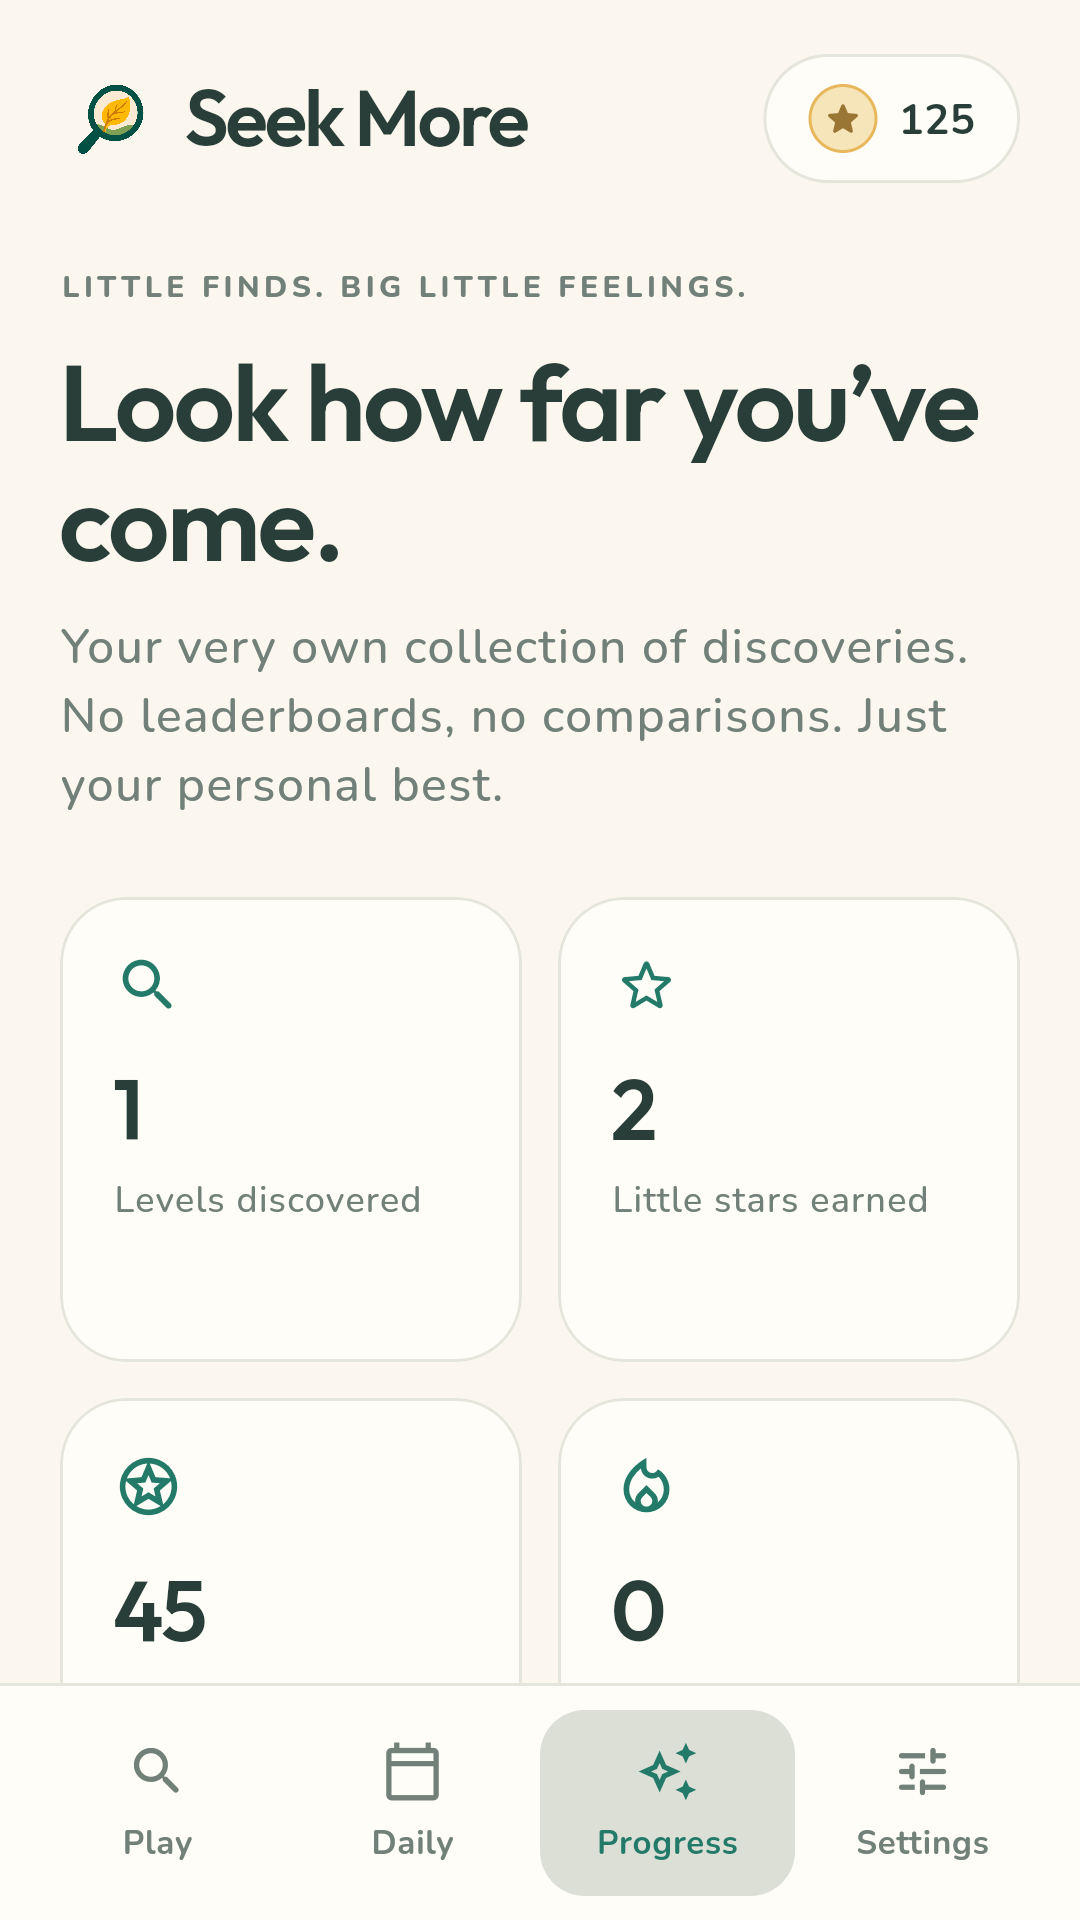 Seek More
125
LITTLE FINDS. BIG LITTLE FEELINGS.
Look how far you’ve
come.
Your very own collection of discoveries.
No leaderboards, no comparisons. Just
your personal best.
1
Levels discovered
2
Little stars earned
45
0
Play
Daily
Progress
Settings